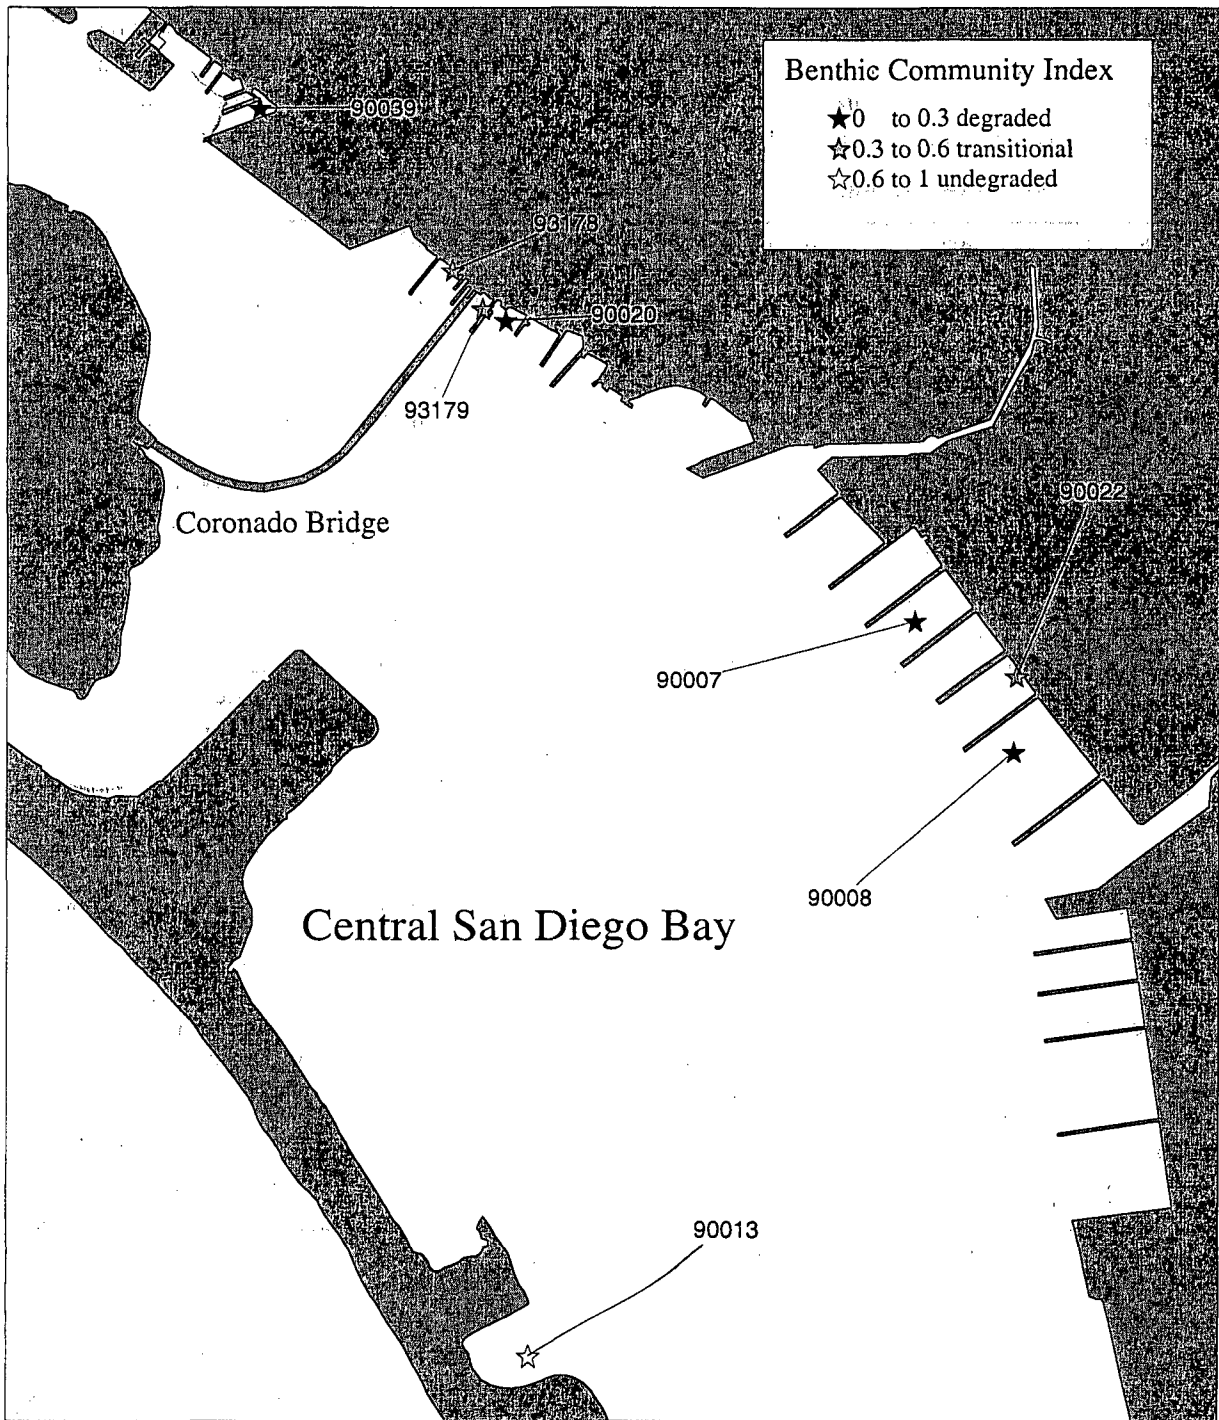 Benthic Community Index
0 to 0.3 degraded
0.3 to 0.6 transitional
0.6 to 1 undegraded
90039
93178
90020
93179
90022
Coronado Bridge
90007
90008
Central San Diego Bay
90013